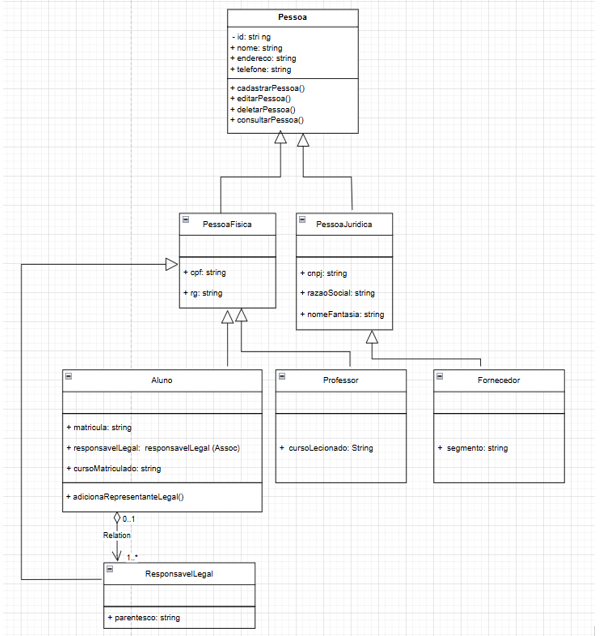 Pessoa
- id: stri ng
+ nome: string
+ endereco: string
+ telefone: string
+ cadastrarPessoa()
+ editarPessoa()
+ deletarPessoa()
+ consultarPessoa()
PessoaFisica
+ cpf: string
+ rg: string
PessoaJuridica
+ cnpj: string
+ razaoSocial: string
+ nomeFantasia: string
Aluno
+ matricula: string
+ responsavelLegal: responsavelLegal (Assoc)
+ cursoMatriculado: string
+ adicionaRepresentanteLegal()
Professor
+ cursoLecionado: String
Fornecedor
+ segmento: string
0..1
Relation
1..*
ResponsavelLegal
+ parentesco: string